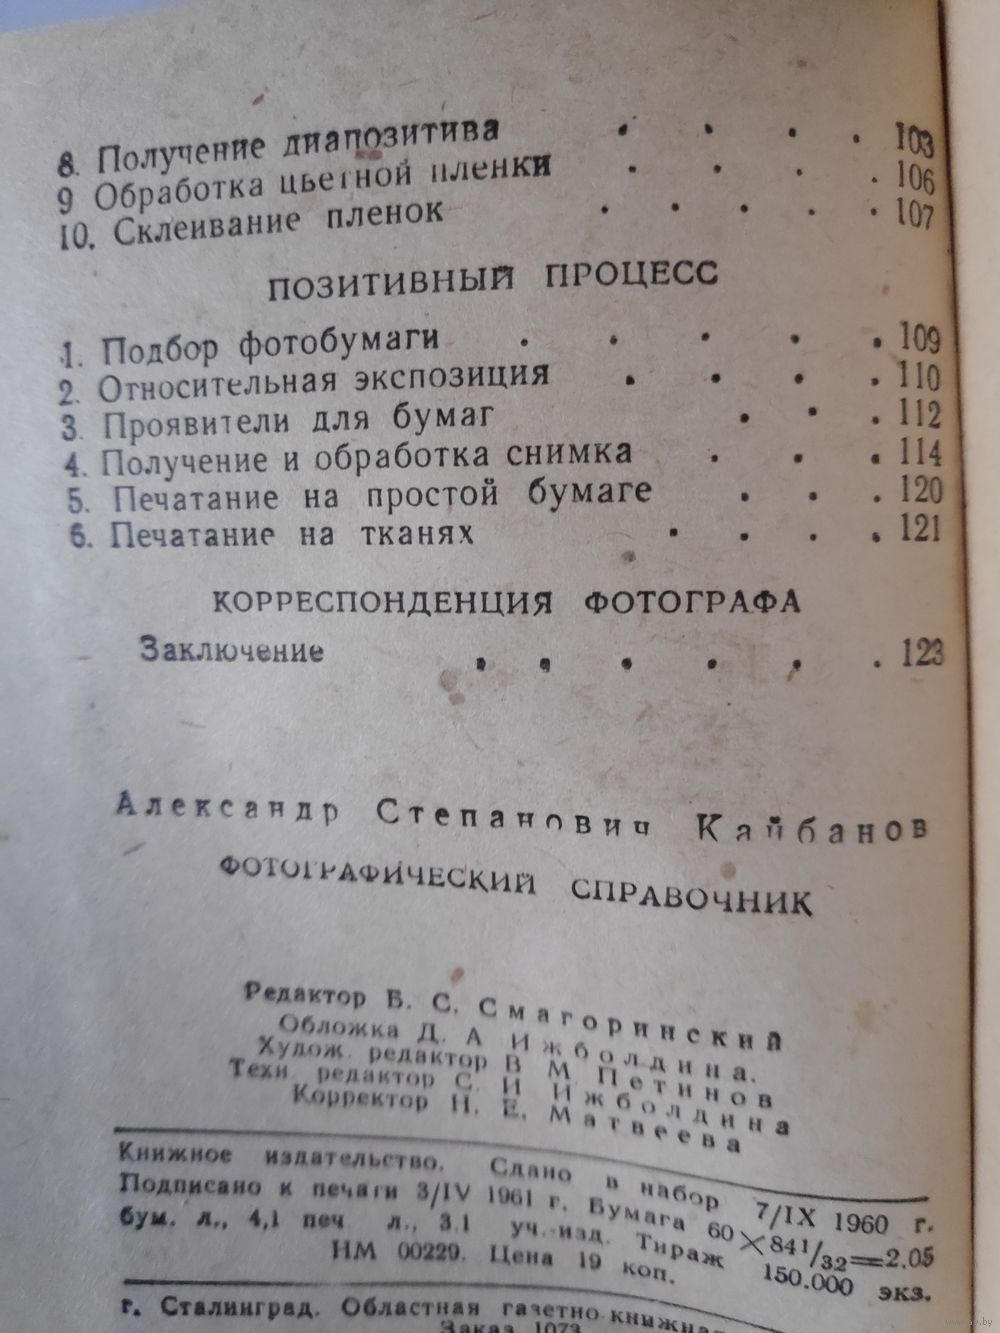 8. Получение диапозитива . . . . 103
9 Обработка цветной пленки . . . . 106
10. Склеивание пленок . . . . . 107
ПОЗИТИВНЫЙ ПРОЦЕСС
1. Подбор фотобумаги . . . . . 109
2. Относительная экспозиция . . . . 110
3. Проявители для бумаг . . . 112
4. Получение и обработка снимка . . . 114
5. Печатание на простой бумаге . . . 120
6. Печатание на тканях . . . . 121
КОРРЕСПОНДЕНЦИЯ ФОТОГРАФА
Заключение . . . . . . 123
Александр Степанович Кайбанов
ФОТОГРАФИЧЕСКИЙ СПРАВОЧНИК
Редактор Б. С. Смагоринский
Обложка Д. А Ижболдина.
Худож. редактор В М Петинов
Техн редактор С. И Ижболдина
Корректор Н. Е. Матвеева
Книжное издательство. Сдано в набор 7/IX 1960 г.
Подписано к печати 3/IV 1961 г. Бумага 60×84 1/32=2.05
бум. л., 4,1 печ л., 3.1 уч.-изд. Тираж 150.000 экз.
НМ 00229. Цена 19 коп.
г. Сталинград. Областная газетно-книжная
Заказ 1073
www.ay.by